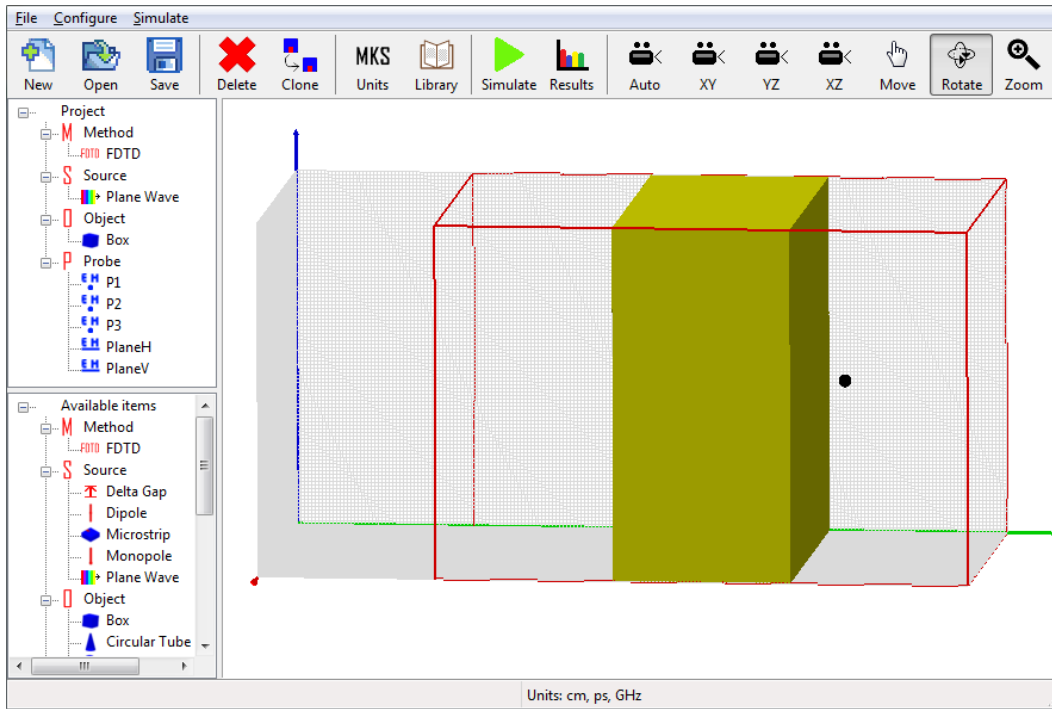 File Configure Simulate
MKS
New Open Save Delete Clone Units Library Simulate Results Auto XY YZ XZ Move Rotate Zoom
Project
M Method
FDTD FDTD
S Source
Plane Wave
Object
Box
P Probe
E M P1
E M P2
E M P3
E M PlaneH
E M PlaneV
Available items
M Method
FDTD FDTD
S Source
Delta Gap
Dipole
Microstrip
Monopole
Plane Wave
Object
Box
Circular Tube
Units: cm, ps, GHz